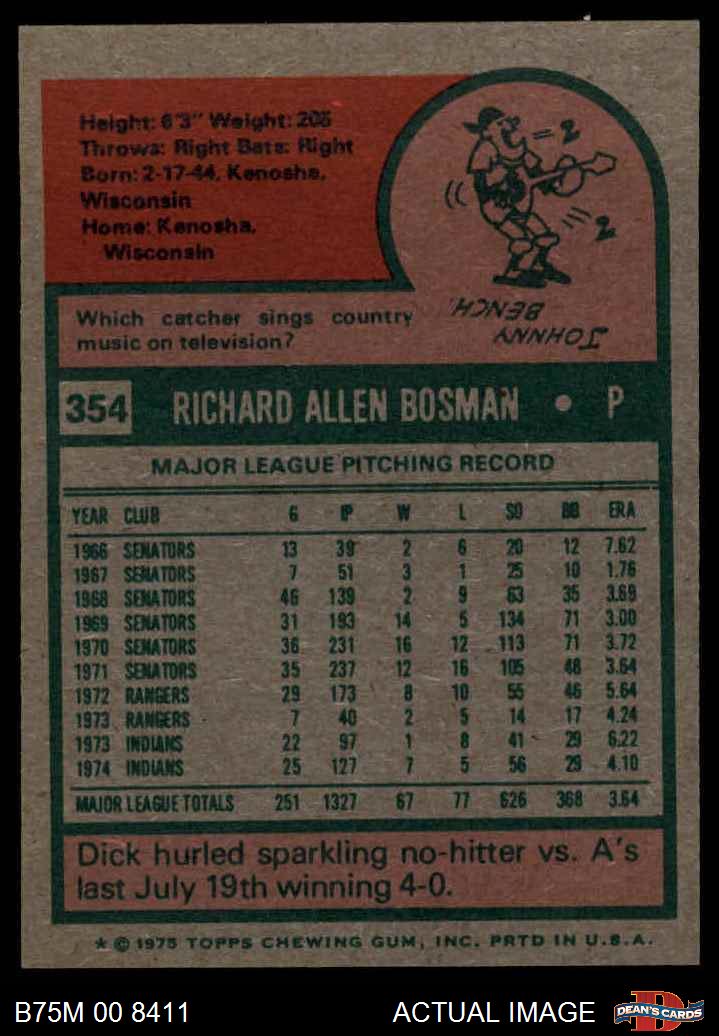 Height: 6'3" Weight: 205
Throws: Right Bats: Right
Born: 2-17-44, Kenosha,
Wisconsin
Home: Kenosha,
Wisconsin
2
2
JOHNNY
BENCH.
Which catcher sings country
music on television?
354 RICHARD ALLEN BOSMAN • P
MAJOR LEAGUE PITCHING RECORD
YEAR CLUB G IP W L SO BB ERA
1966 SENATORS 13 39 2 6 20 12 7.62
1967 SENATORS 7 51 3 1 25 10 1.76
1968 SENATORS 46 139 2 9 63 35 3.69
1969 SENATORS 31 193 14 5 134 71 3.00
1970 SENATORS 36 231 16 12 113 71 3.72
1971 SENATORS 35 237 12 16 105 48 3.64
1972 RANGERS 29 173 8 10 55 46 5.64
1973 RANGERS 7 40 2 5 14 17 4.24
1973 INDIANS 22 97 1 8 41 29 6.22
1974 INDIANS 25 127 7 5 56 29 4.10
MAJOR LEAGUE TOTALS 251 1327 67 77 626 368 3.64
Dick hurled sparkling no-hitter vs. A's
last July 19th winning 4-0.
* © 1975 TOPPS CHEWING GUM, INC. PRTD IN U.S.A.
B75M 00 8411 ACTUAL IMAGE DEAN'S CARDS